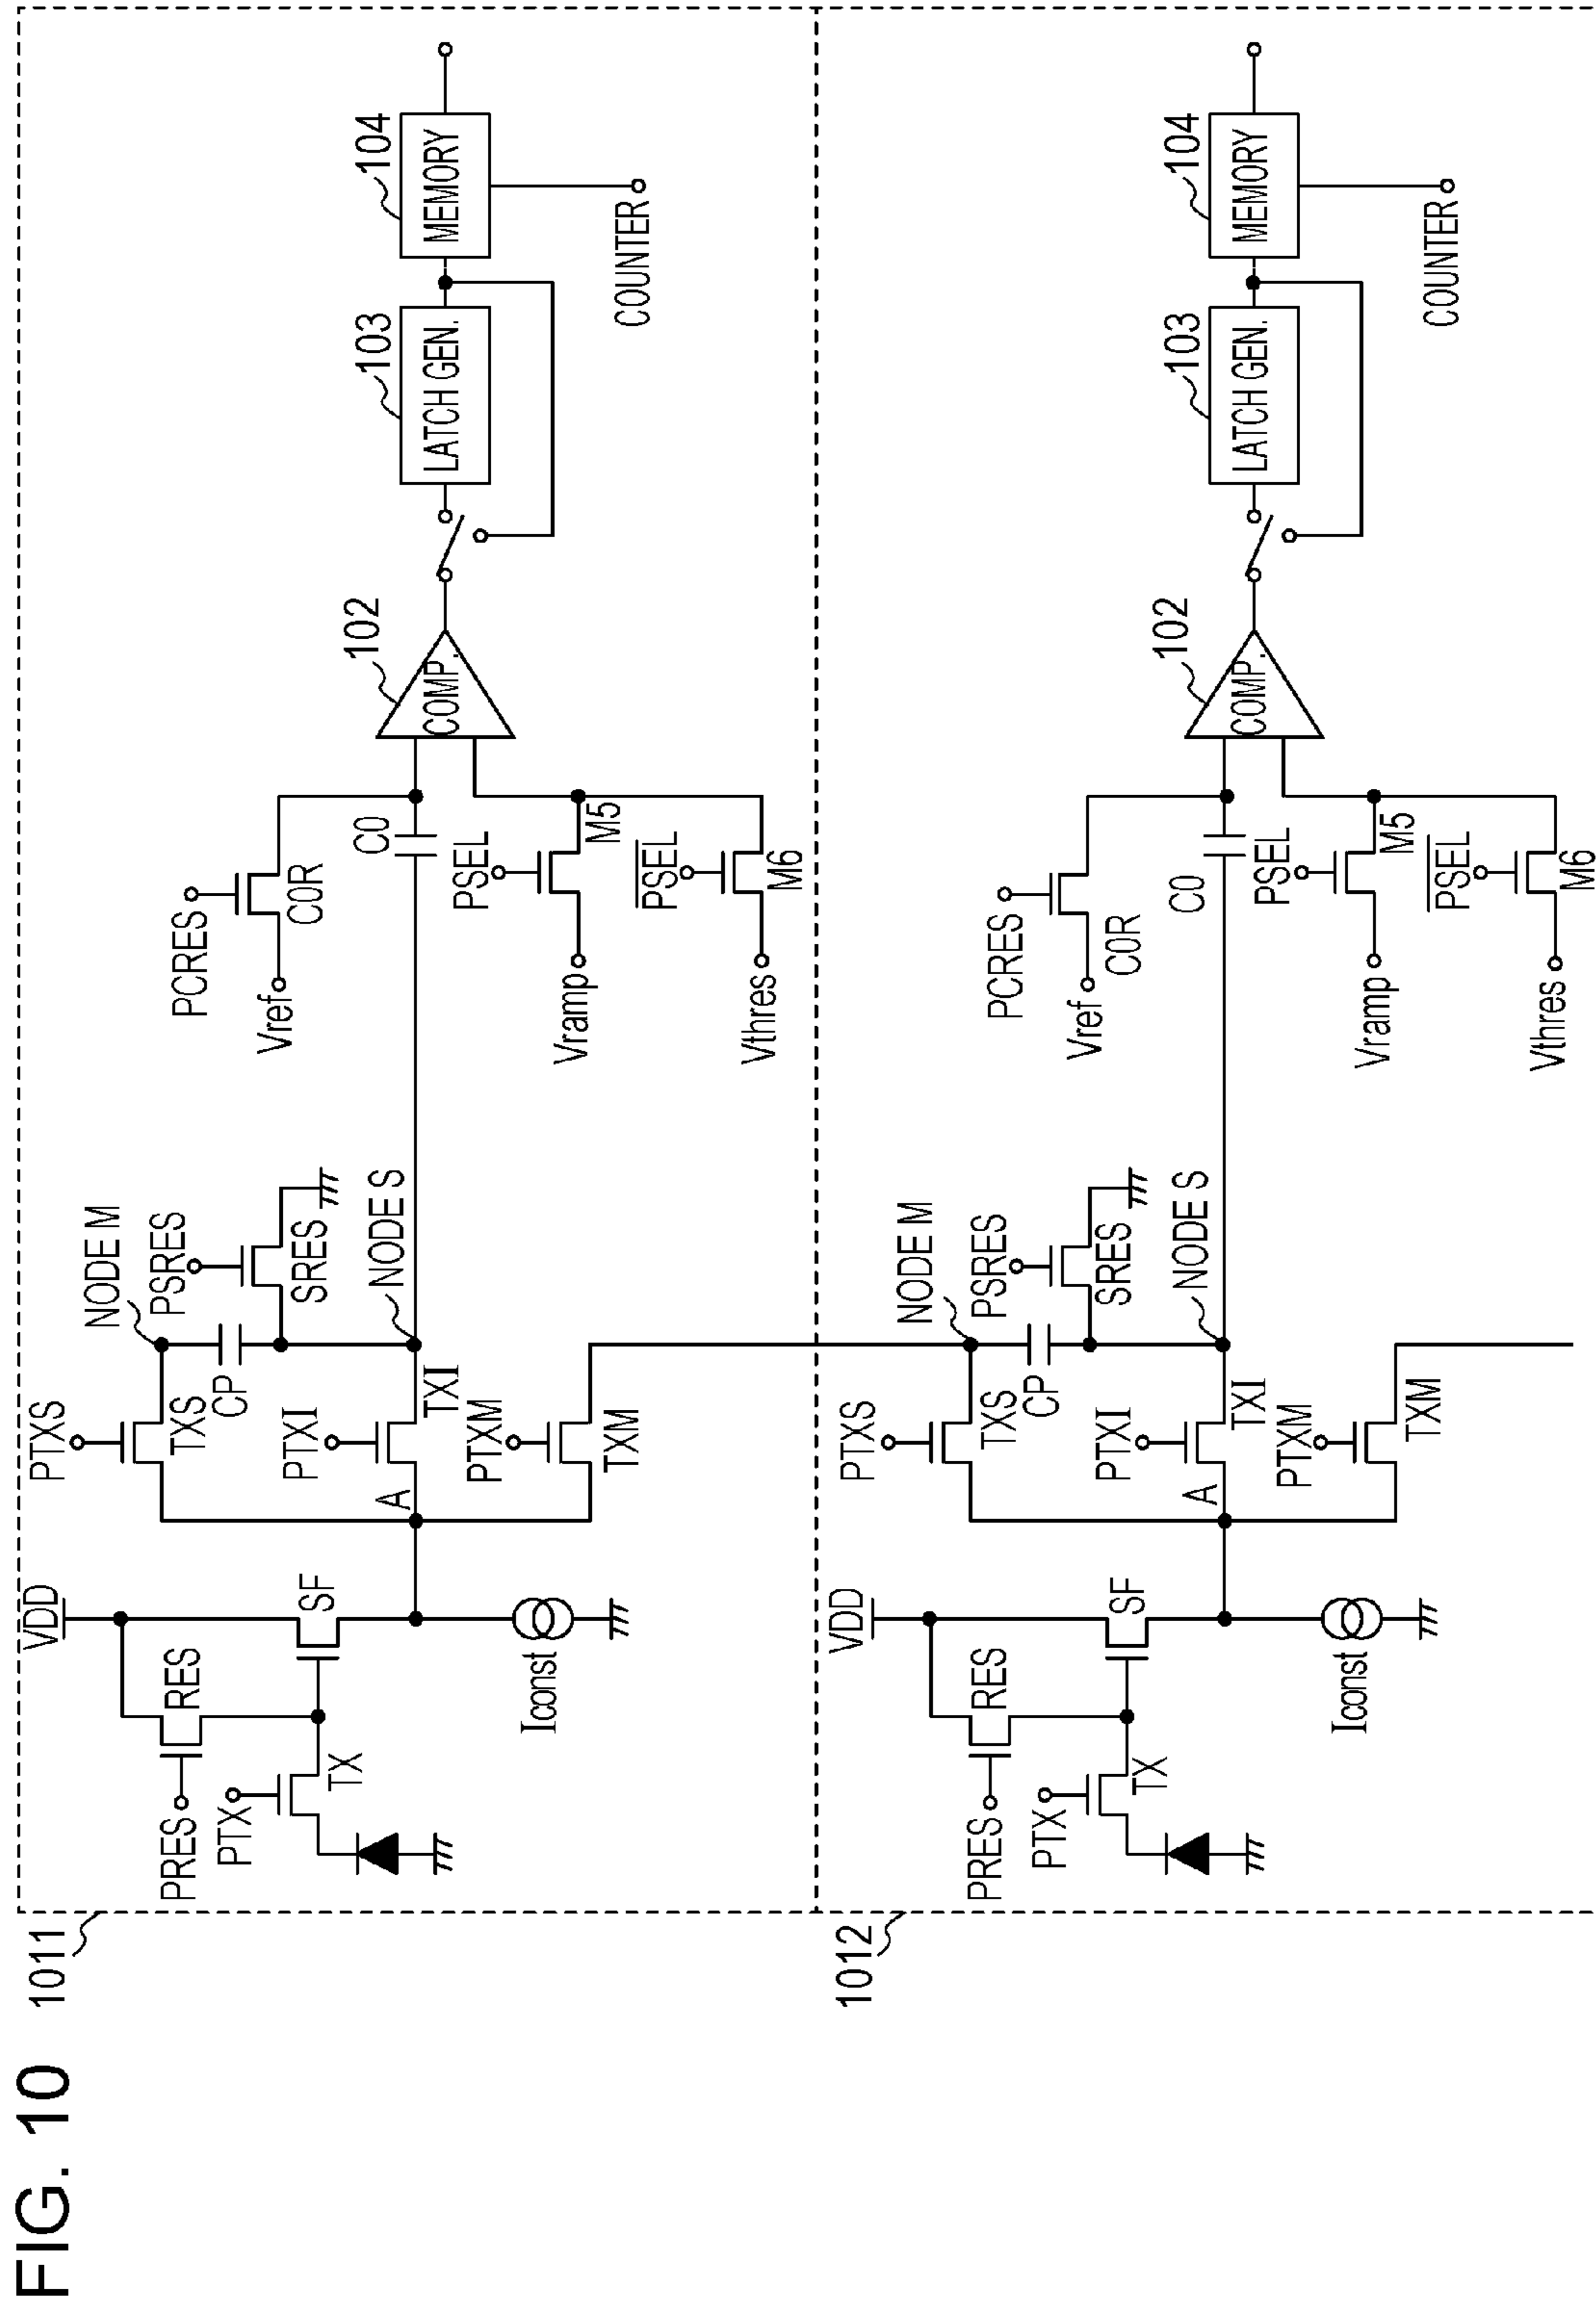 FIG. 10
1011
VDD
PRES
RES
PTX
TX
SF
Iconst
PTXS
TXS
NODE M
CP
PSRES
SRES
PTXI
TXI
A
NODE S
PTXM
TXM
PCRES
Vref
C0R
C0
PSEL
M5
Vramp
PSEL
M6
Vthres
102
COMP.
103
LATCH GEN.
104
MEMORY
COUNTER
1012
VDD
PRES
RES
PTX
TX
SF
Iconst
PTXS
TXS
NODE M
CP
PSRES
SRES
PTXI
TXI
A
NODE S
PTXM
TXM
PCRES
Vref
C0R
C0
PSEL
M5
Vramp
PSEL
M6
Vthres
102
COMP.
103
LATCH GEN.
104
MEMORY
COUNTER